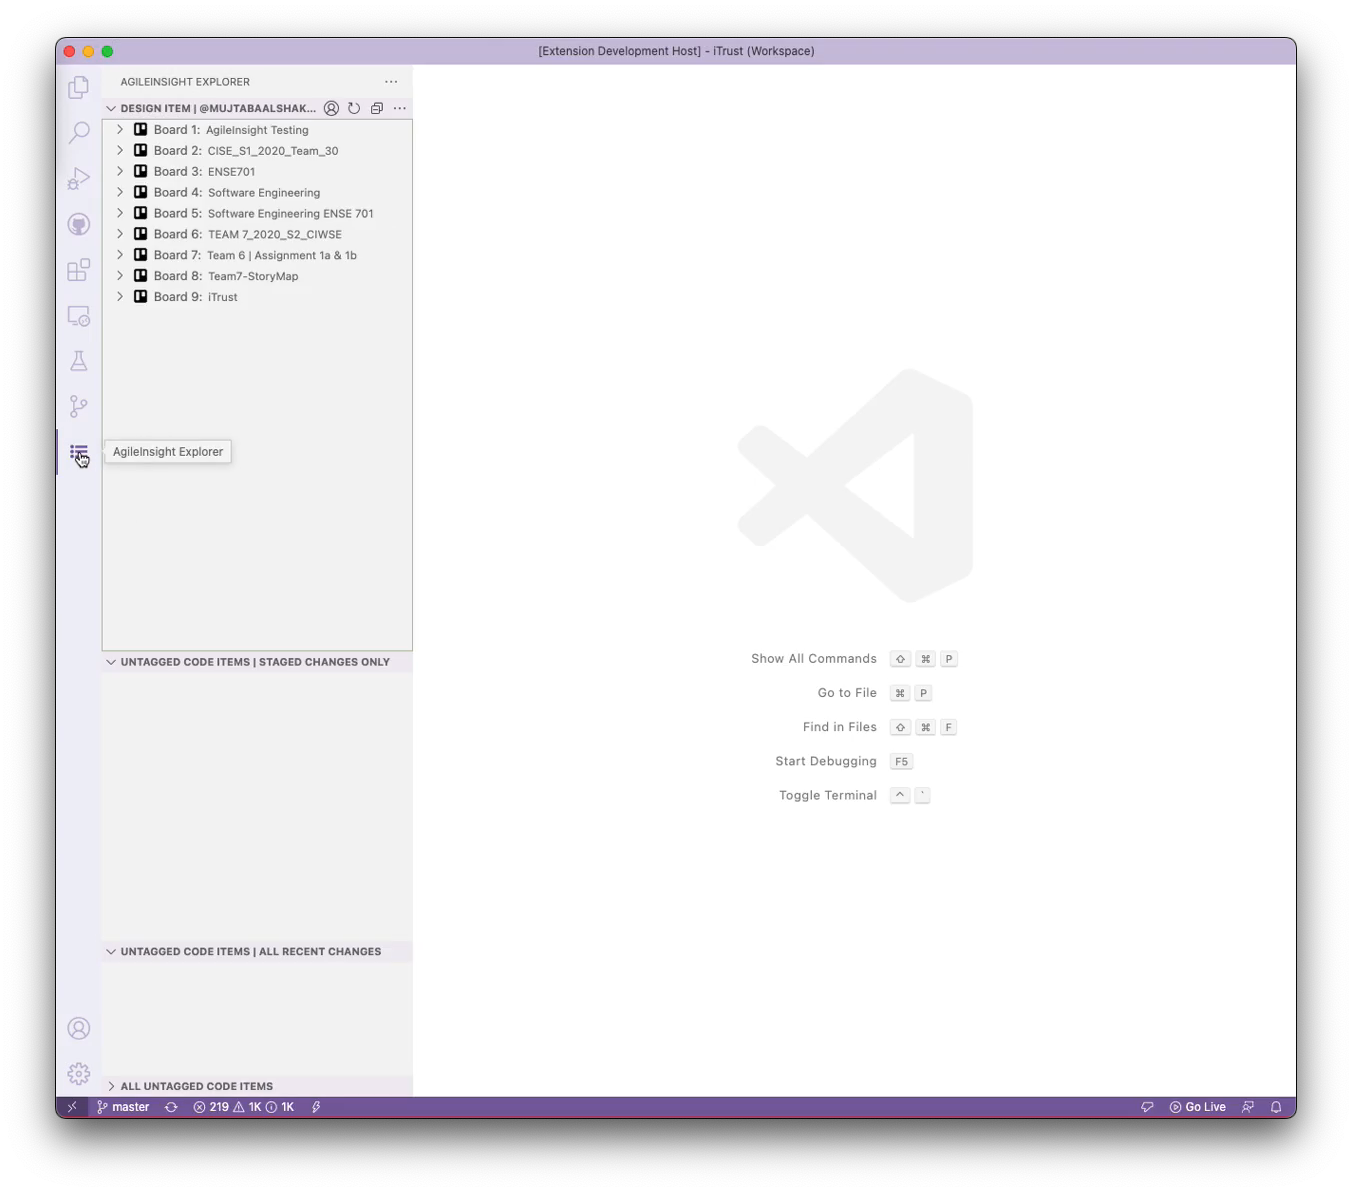 [Extension Development Host] - iTrust (Workspace)
AGILEINSIGHT EXPLORER
DESIGN ITEM | @MUJTABAALSHAK...
Board 1: AgileInsight Testing
Board 2: CISE_S1_2020_Team_30
Board 3: ENSE701
Board 4: Software Engineering
Board 5: Software Engineering ENSE 701
Board 6: TEAM 7_2020_S2_CIWSE
Board 7: Team 6 | Assignment 1a & 1b
Board 8: Team7-StoryMap
Board 9: iTrust
AgileInsight Explorer
UNTAGGED CODE ITEMS | STAGED CHANGES ONLY
Show All Commands ⇧ ⌘ P
Go to File ⌘ P
Find in Files ⇧ ⌘ F
Start Debugging F5
Toggle Terminal ^ `
UNTAGGED CODE ITEMS | ALL RECENT CHANGES
ALL UNTAGGED CODE ITEMS
master 219 1K 1K Go Live